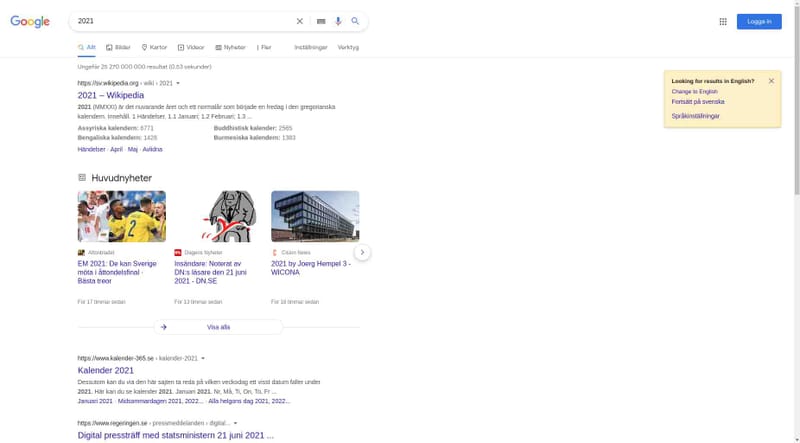 Google
2021
Logga in
Allt
Bilder
Kartor
Videor
Nyheter
Fler
Inställningar
Verktyg
Ungefär 25 270 000 000 resultat (0,63 sekunder)
Looking for results in English?
Change to English
Fortsätt på svenska
Språkinställningar
https://sv.wikipedia.org › wiki › 2021
2021 – Wikipedia
2021 (MMXXI) är det nuvarande året och ett normalår som började en fredag i den gregorianska
kalendern. Innehåll. 1 Händelser. 1.1 Januari; 1.2 Februari; 1.3 ...
Assyriska kalendern: 6771
Buddhistisk kalender: 2565
Bengaliska kalendern: 1428
Burmesiska kalendern: 1383
Händelser · April · Maj · Avlidna
Huvudnyheter
Aftonbladet
EM 2021: De kan Sverige
möta i åttondelsfinal ·
Bästa treor
För 17 timmar sedan
Dagens Nyheter
Insändare: Noterat av
DN:s läsare den 21 juni
2021 - DN.SE
För 13 timmar sedan
Cision News
2021 by Joerg Hempel 3 -
WICONA
För 18 timmar sedan
Visa alla
https://www.kalender-365.se › kalender-2021
Kalender 2021
Dessutom kan du via den här sajten ta reda på vilken veckodag ett visst datum faller under
2021. Här kan du se kalender 2021. Januari 2021. Nr, Må, Ti, On, To, Fr ...
Januari 2021 · Midsommardagen 2021, 2022... · Alla helgons dag 2021, 2022...
https://www.regeringen.se › pressmeddelanden › digital...
Digital pressträff med statsministern 21 juni 2021 ...